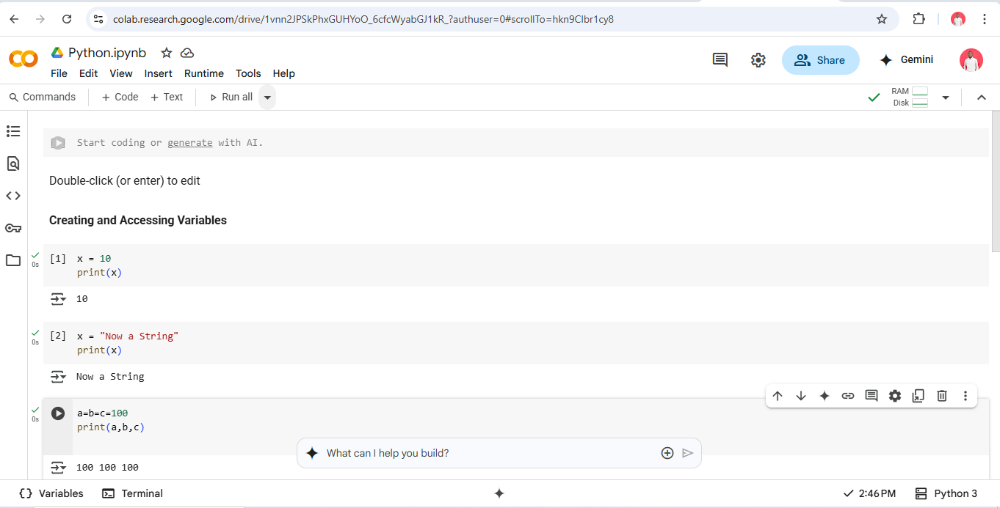 colab.research.google.com/drive/1vnn2JPSkPhxGUHYoO_6cfcWyabGJ1kR_?authuser=0#scrollTo=hkn9Clbr1cy8
Python.ipynb
File Edit View Insert Runtime Tools Help
Share
Gemini
Commands + Code + Text Run all
RAM
Disk
Start coding or generate with AI.
Double-click (or enter) to edit
Creating and Accessing Variables
[1] x = 10
0s
print(x)
10
[2] x = "Now a String"
0s
print(x)
Now a String
a=b=c=100
0s
print(a,b,c)
What can I help you build?
100 100 100
{} Variables Terminal 2:46 PM Python 3